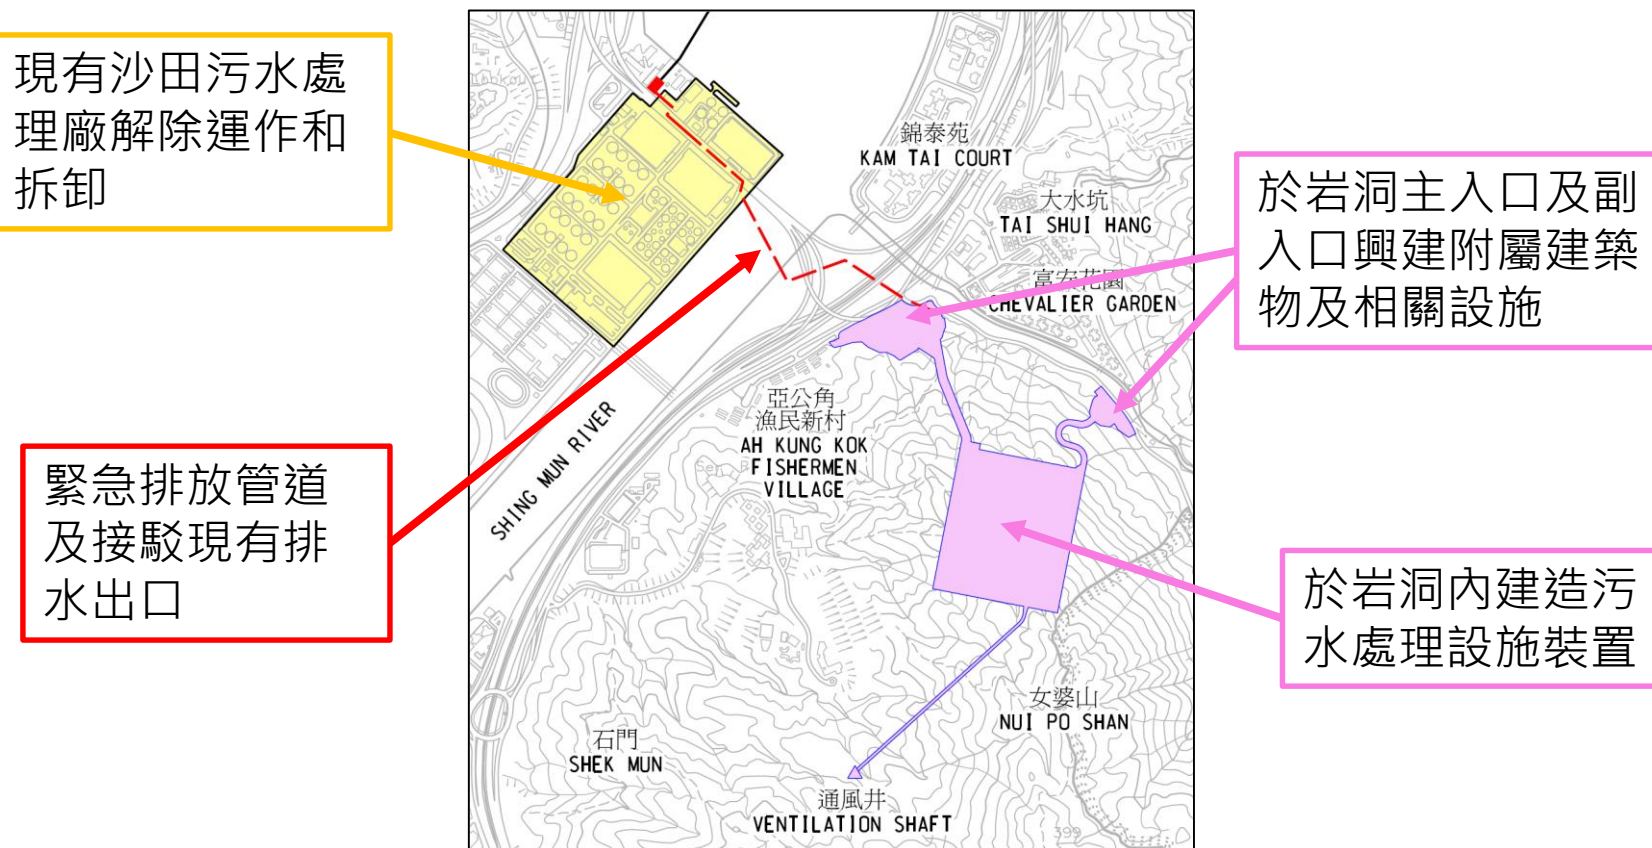 現有沙田污水處
理廠解除運作和
拆卸
緊急排放管道
及接駁現有排
水出口
錦泰苑
KAM TAI COURT
大水坑
TAI SHUI HANG
富安花園
CHEVALIER GARDEN
亞公角
漁民新村
AH KUNG KOK
FISHERMEN
VILLAGE
SHING MUN RIVER
石門
SHEK MUN
女婆山
NUI PO SHAN
通風井
VENTILATION SHAFT
399
於岩洞主入口及副
入口興建附屬建築
物及相關設施
於岩洞內建造污
水處理設施裝置